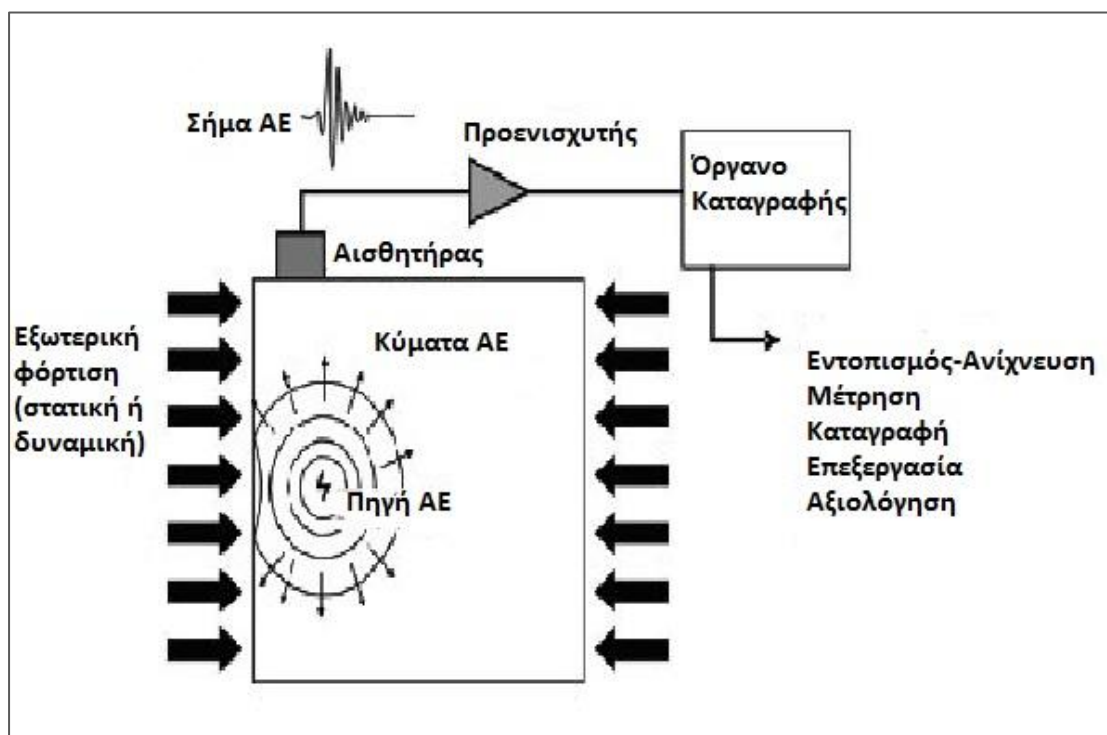 Σήμα ΑΕ
Προενισχυτής
Όργανο
Καταγραφής
Αισθητήρας
Εξωτερική
φόρτιση
(στατική ή
δυναμική)
Κύματα ΑΕ
Πηγή ΑΕ
Εντοπισμός-Ανίχνευση
Μέτρηση
Καταγραφή
Επεξεργασία
Αξιολόγηση